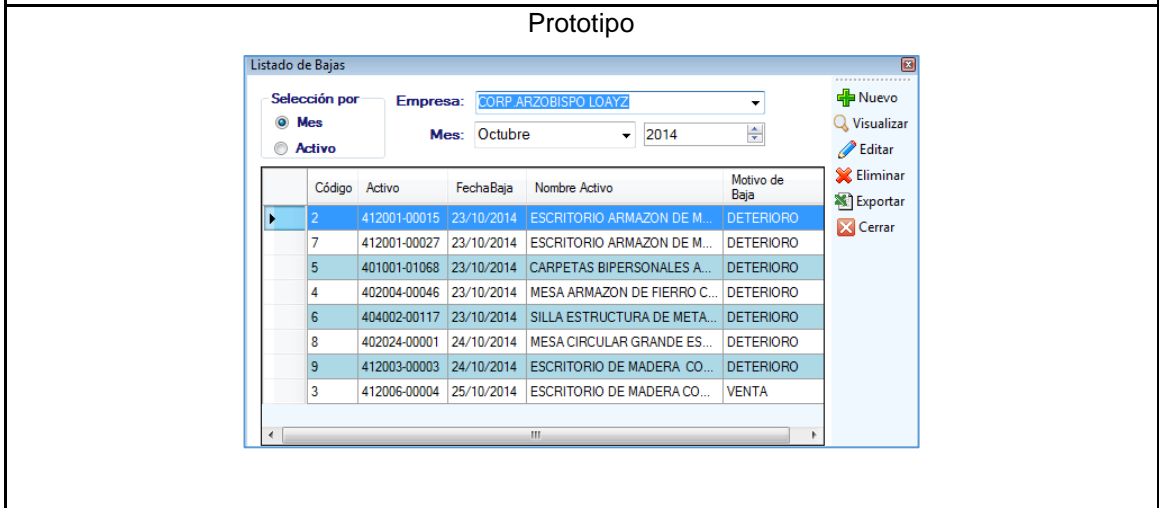 Prototipo
Listado de Bajas
Selección por
Mes
Activo
Empresa: CORP.ARZOBISPO LOAYZ
Mes: Octubre 2014
Nuevo
Visualizar
Editar
Eliminar
Exportar
Cerrar
Código Activo FechaBaja Nombre Activo Motivo de Baja
2 412001-00015 23/10/2014 ESCRITORIO ARMAZON DE M... DETERIORO
7 412001-00027 23/10/2014 ESCRITORIO ARMAZON DE M... DETERIORO
5 401001-01068 23/10/2014 CARPETAS BIPERSONALES A... DETERIORO
4 402004-00046 23/10/2014 MESA ARMAZON DE FIERRO C... DETERIORO
6 404002-00117 23/10/2014 SILLA ESTRUCTURA DE META... DETERIORO
8 402024-00001 24/10/2014 MESA CIRCULAR GRANDE ES... DETERIORO
9 412003-00003 24/10/2014 ESCRITORIO DE MADERA CO... DETERIORO
3 412006-00004 25/10/2014 ESCRITORIO DE MADERA CO... VENTA